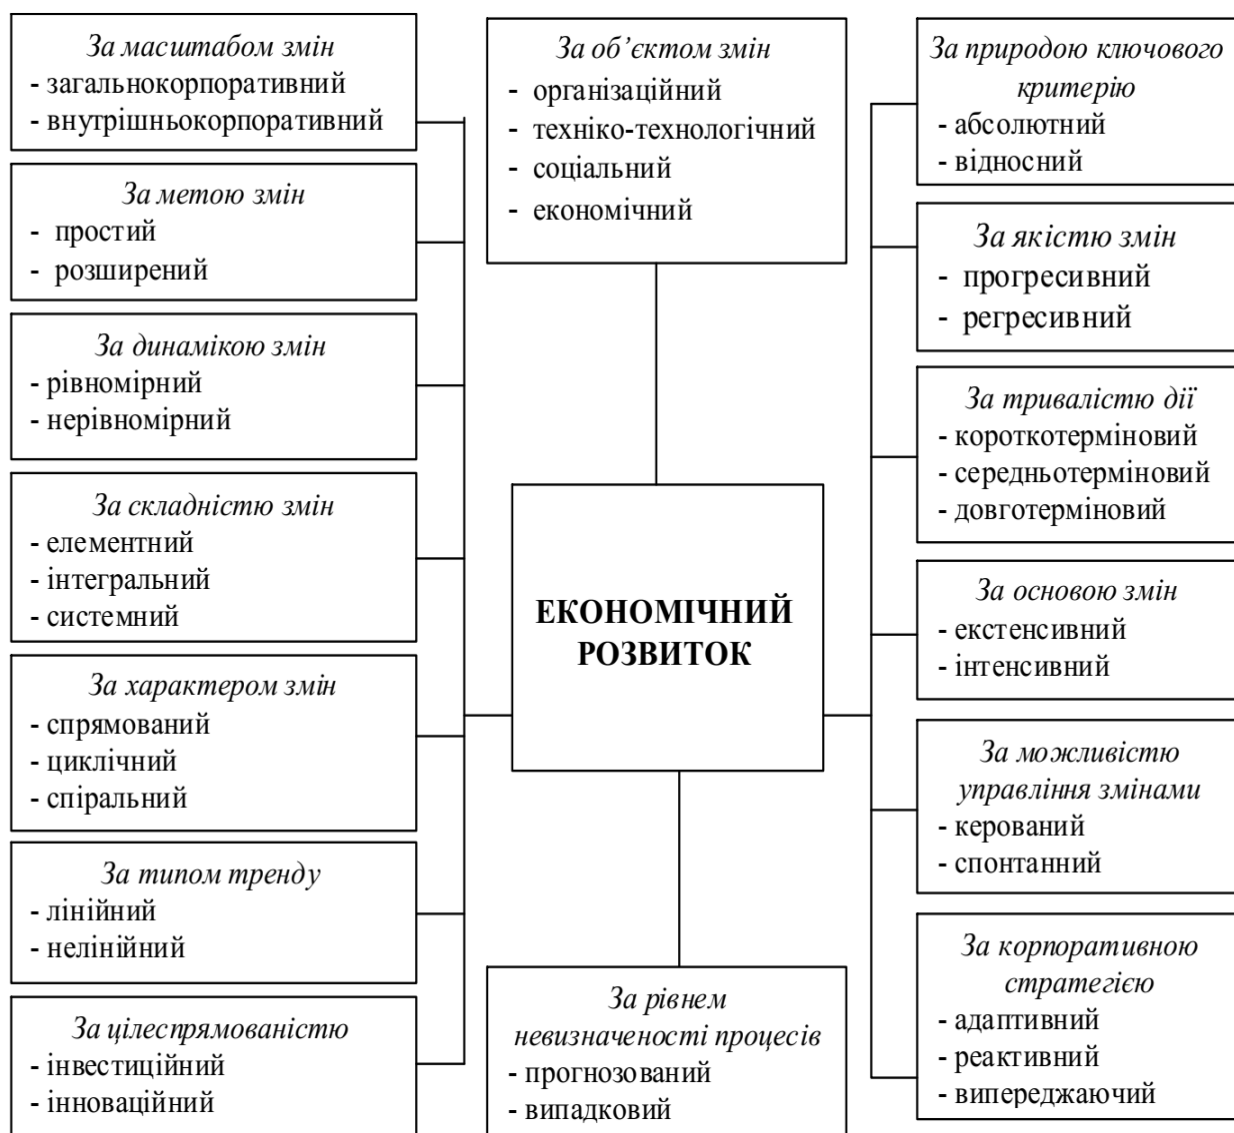 За масштабом змін
- загальнокорпоративний
- внутрішньокорпоративний
За метою змін
- простий
- розширений
За динамікою змін
- рівномірний
- нерівномірний
За складністю змін
- елементний
- інтегральний
- системний
За характером змін
- спрямований
- циклічний
- спіральний
За типом тренду
- лінійний
- нелінійний
За цілеспрямованістю
- інвестиційний
- інноваційний
За об’єктом змін
- організаційний
- техніко-технологічний
- соціальний
- економічний
ЕКОНОМІЧНИЙ
РОЗВИТОК
За рівнем
невизначеності процесів
- прогнозований
- випадковий
За природою ключового
критерію
- абсолютний
- відносний
За якістю змін
- прогресивний
- регресивний
За тривалістю дії
- короткотерміновий
- середньотерміновий
- довготерміновий
За основою змін
- екстенсивний
- інтенсивний
За можливістю
управління змінами
- керований
- спонтанний
За корпоративною
стратегією
- адаптивний
- реактивний
- випереджаючий